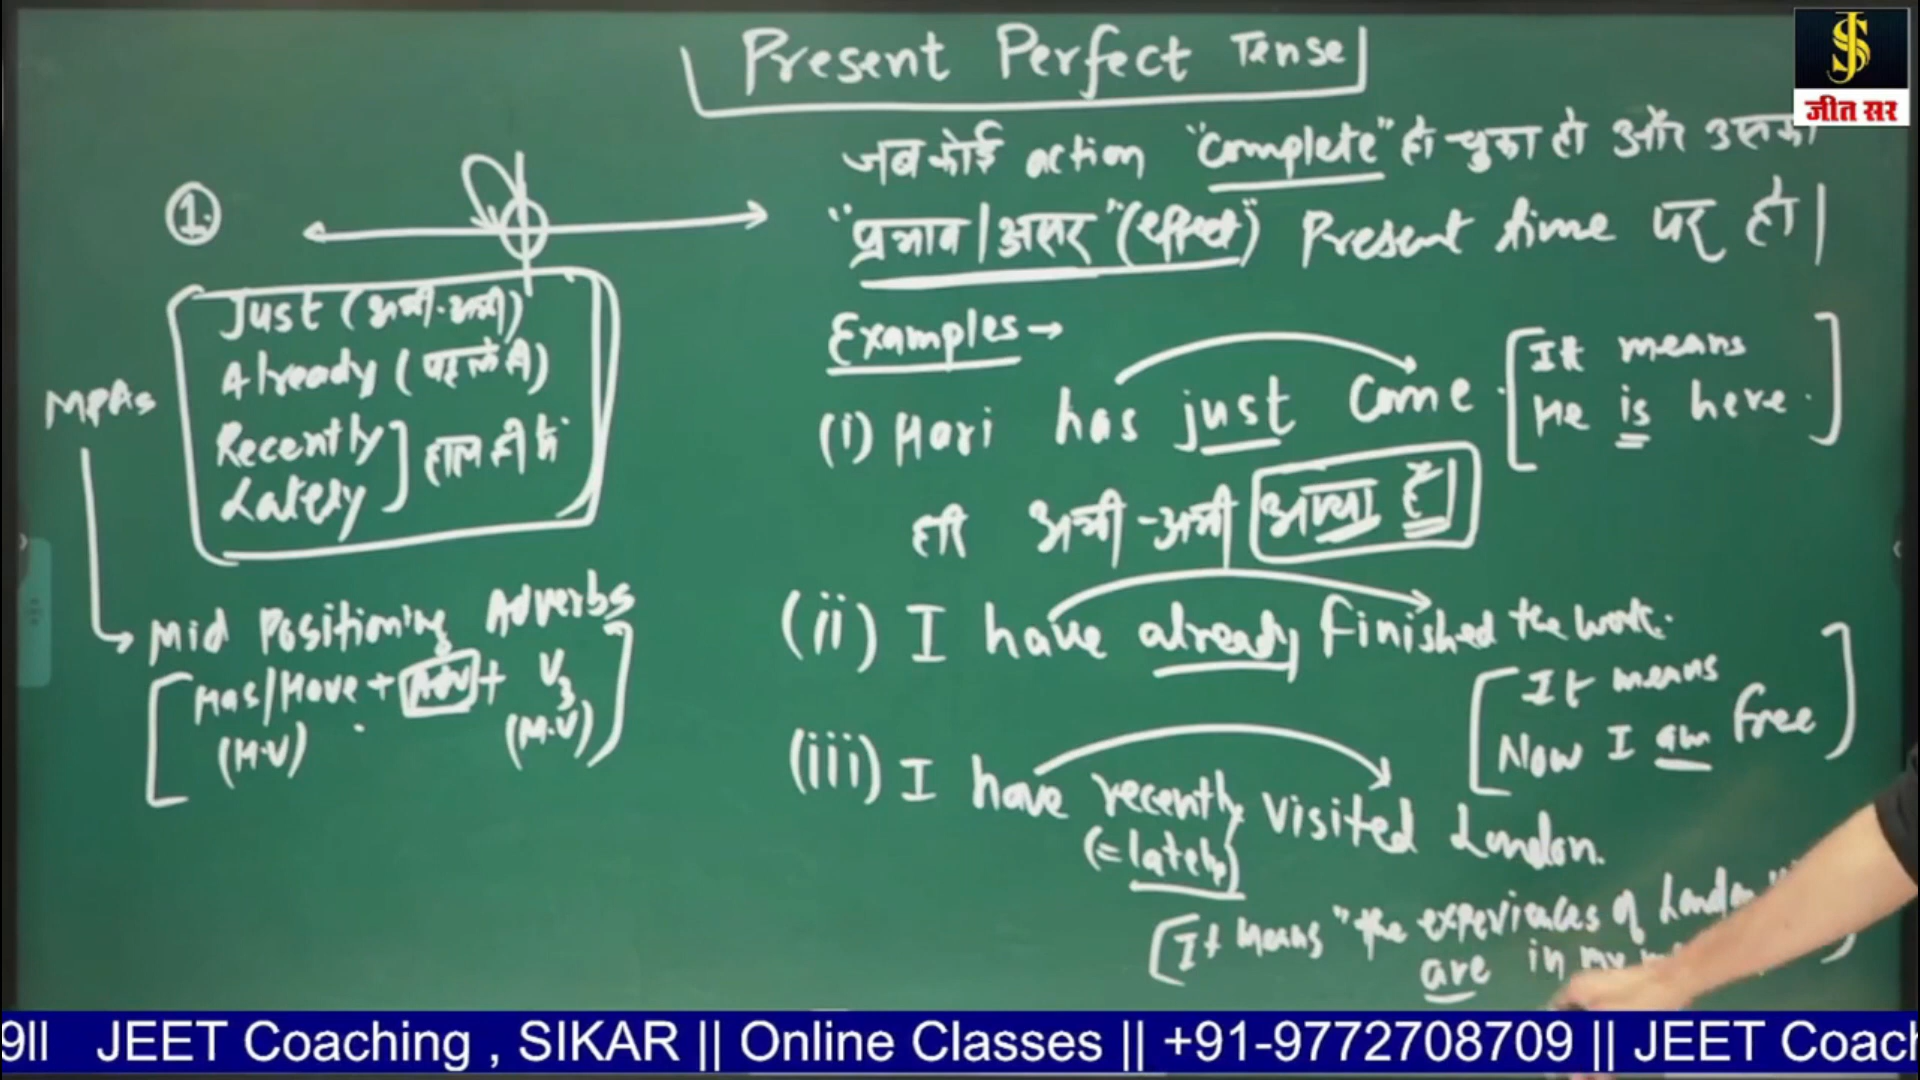 Present Perfect Tense
जीत सर
जब कोई action "Complete" हो चुका हो और उसका
"प्रभाव/असर" (effect) Present time पर हो।
1.
Just (अभी-अभी)
Already (पहले से)
Recently
Lately
हाल ही में
MPAs
Mid Positioning Adverbs
Has/Have + Adv + V3
(H.V) (M.V)
Examples →
(i) Hari has just come.
[It means
He is here.]
हरि अभी-अभी आया है।
(ii) I have already finished the work.
[It means
Now I am free]
(iii) I have recently visited London.
(= lately)
[It means "the experiences of London
are in my
9ll JEET Coaching , SIKAR || Online Classes || +91-9772708709 || JEET Coach